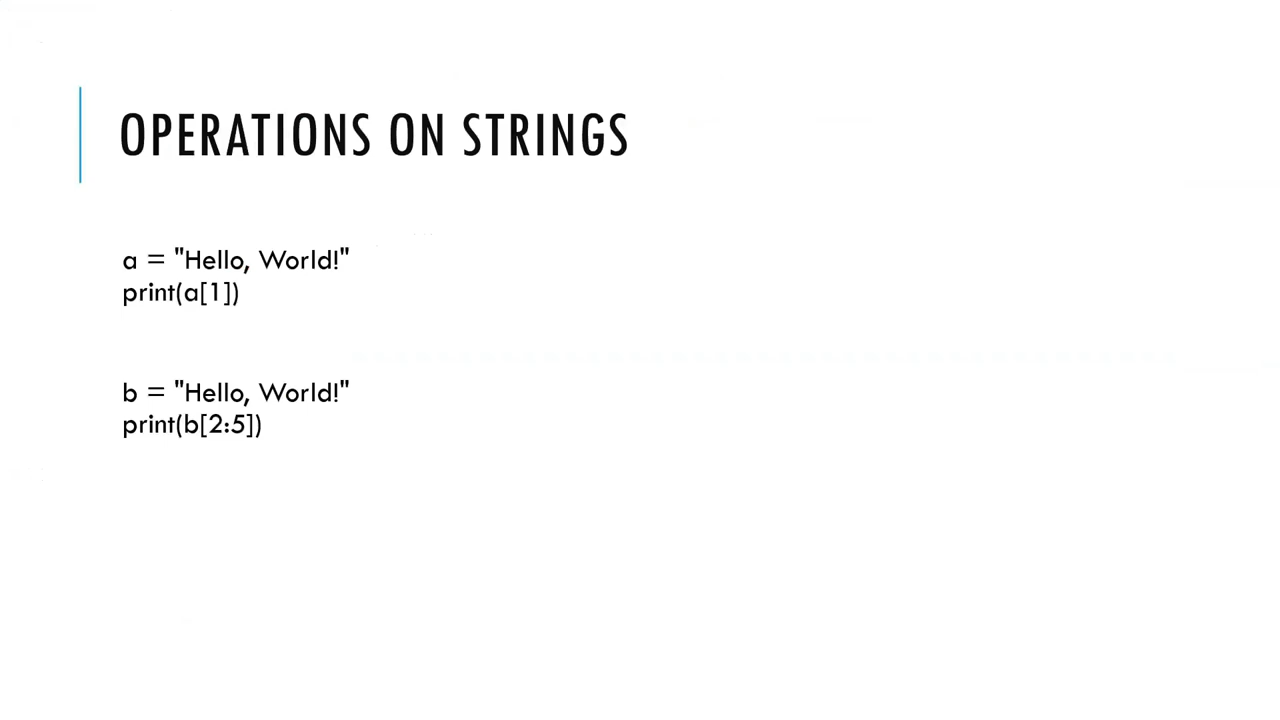 OPERATIONS ON STRINGS
a = "Hello, World!"
print(a[1])
b = "Hello, World!"
print(b[2:5])